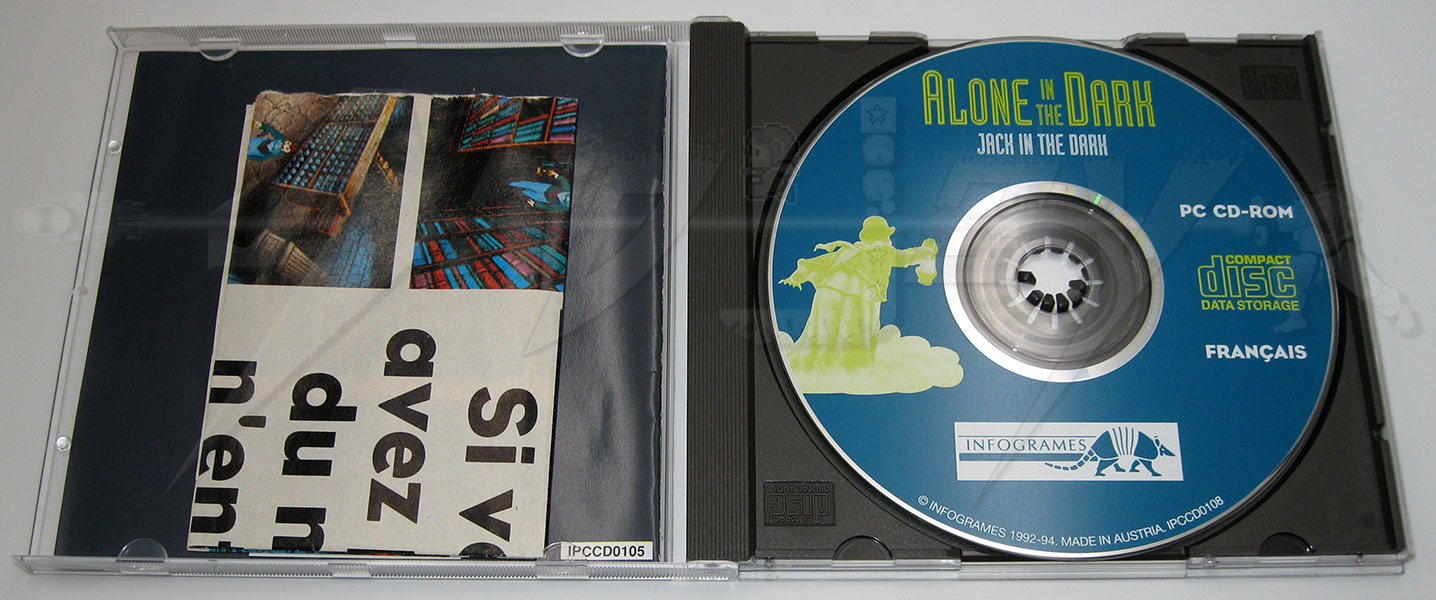 Si v
avez
du n
n'en
IPCCD0105
ALONE IN THE DARK
JACK IN THE DARK
PC CD-ROM
COMPACT
disc
DATA STORAGE
FRANÇAIS
INFOGRAMES
© INFOGRAMES 1992-94. MADE IN AUSTRIA. IPCCD0108